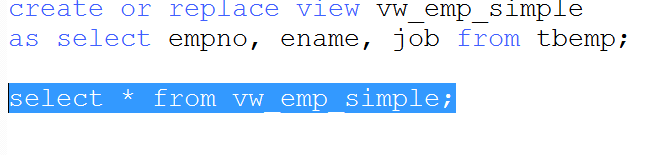 create or replace view vw_emp_simple
as select empno, ename, job from tbemp;
select * from vw_emp_simple;